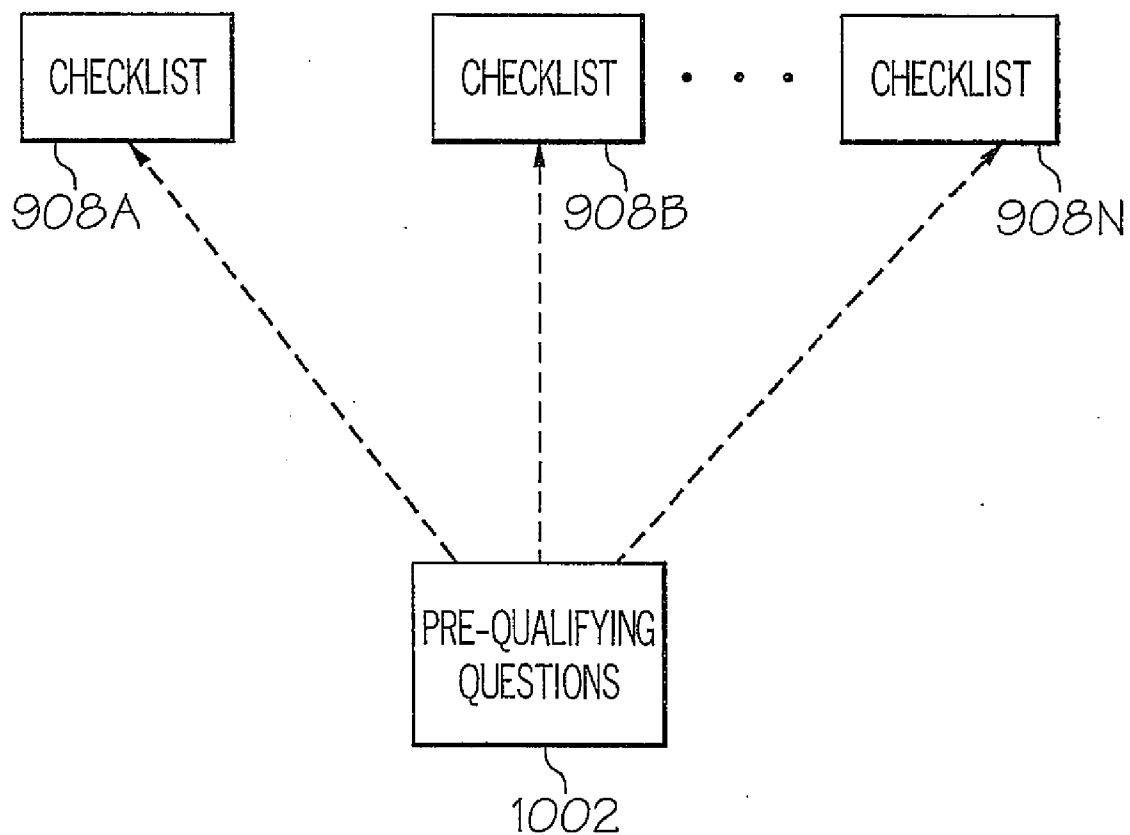 CHECKLIST
CHECKLIST
CHECKLIST
908A
908B
908N
PRE-QUALIFYING
QUESTIONS
1002